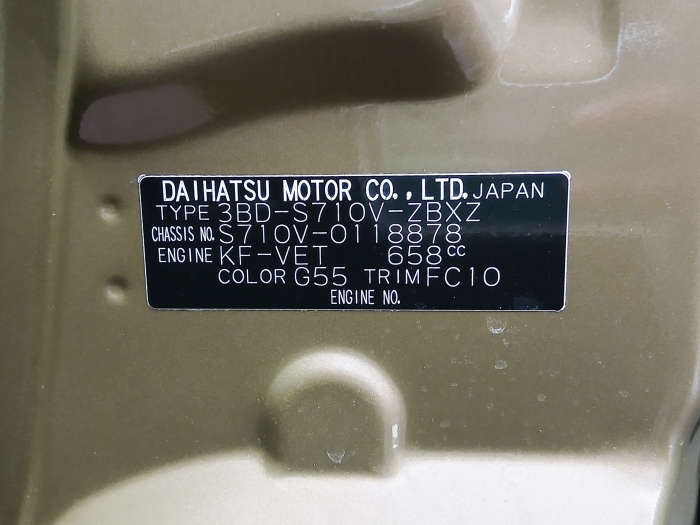 DAIHATSU MOTOR CO., LTD. JAPAN
TYPE 3BD-S710V-ZBXZ
CHASSIS NO. S710V-0118878
ENGINE KF-VET 658cc
COLOR G55 TRIM FC10
ENGINE NO.